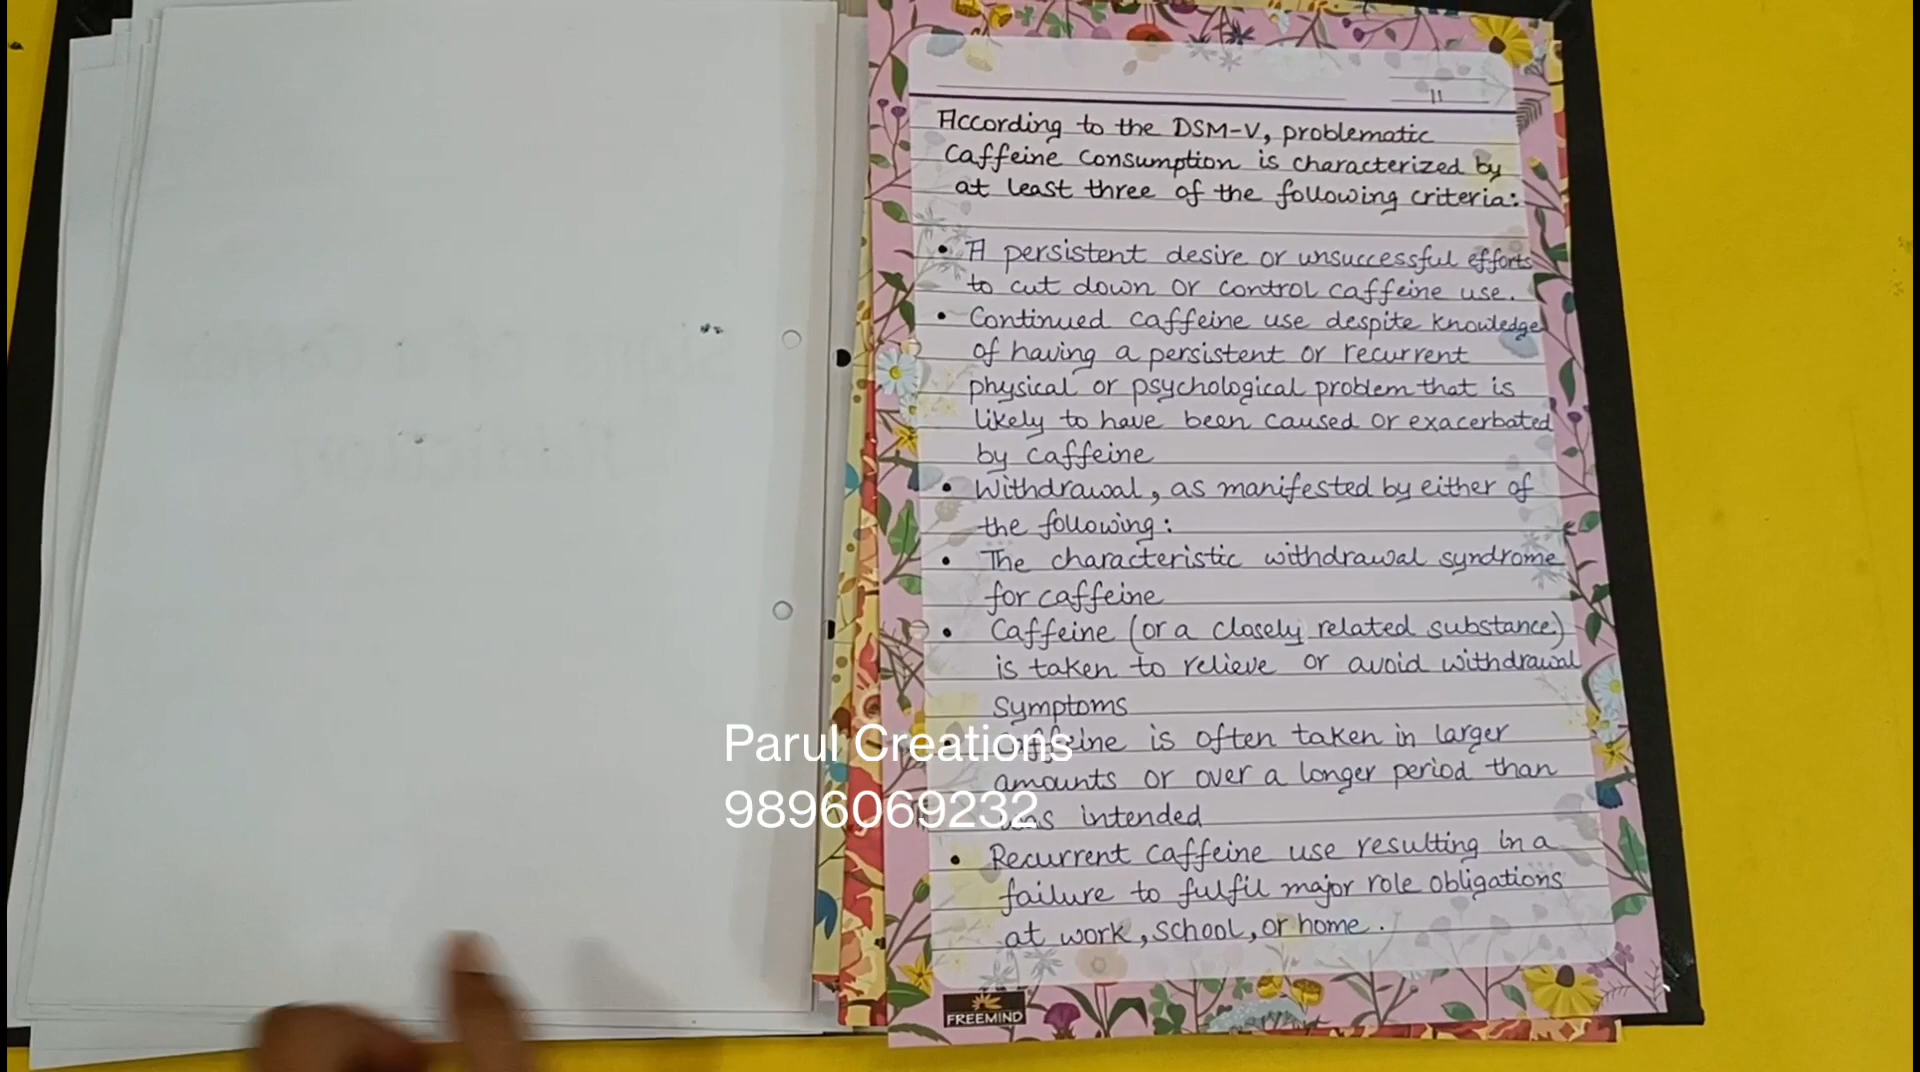 11
According to the DSM-V, problematic
Caffeine Consumption is characterized by
at least three of the following criteria:
• A persistent desire or unsuccessful efforts
to cut down or control caffeine use.
• Continued caffeine use despite knowledge
of having a persistent or recurrent
physical or psychological problem that is
likely to have been caused or exacerbated
by caffeine
• Withdrawal, as manifested by either of
the following:
• The characteristic withdrawal syndrome
for caffeine
• Caffeine (or a closely related substance)
is taken to relieve or avoid withdrawal
Symptoms
• Caffeine is often taken in larger
amounts or over a longer period than
was intended
• Recurrent caffeine use resulting in a
failure to fulfil major role obligations
at work, school, or home.
FREEMIND
Parul Creations
9896069232